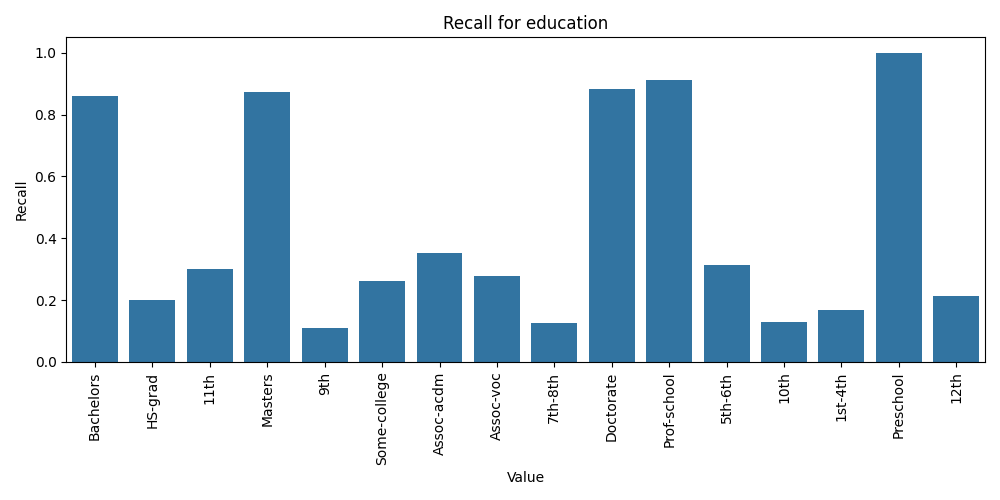 Recall for education
Recall
1.0
0.8
0.6
0.4
0.2
0.0
Bachelors
HS-grad
11th
Masters
9th
Some-college
Assoc-acdm
Assoc-voc
7th-8th
Doctorate
Prof-school
5th-6th
10th
1st-4th
Preschool
12th
Value